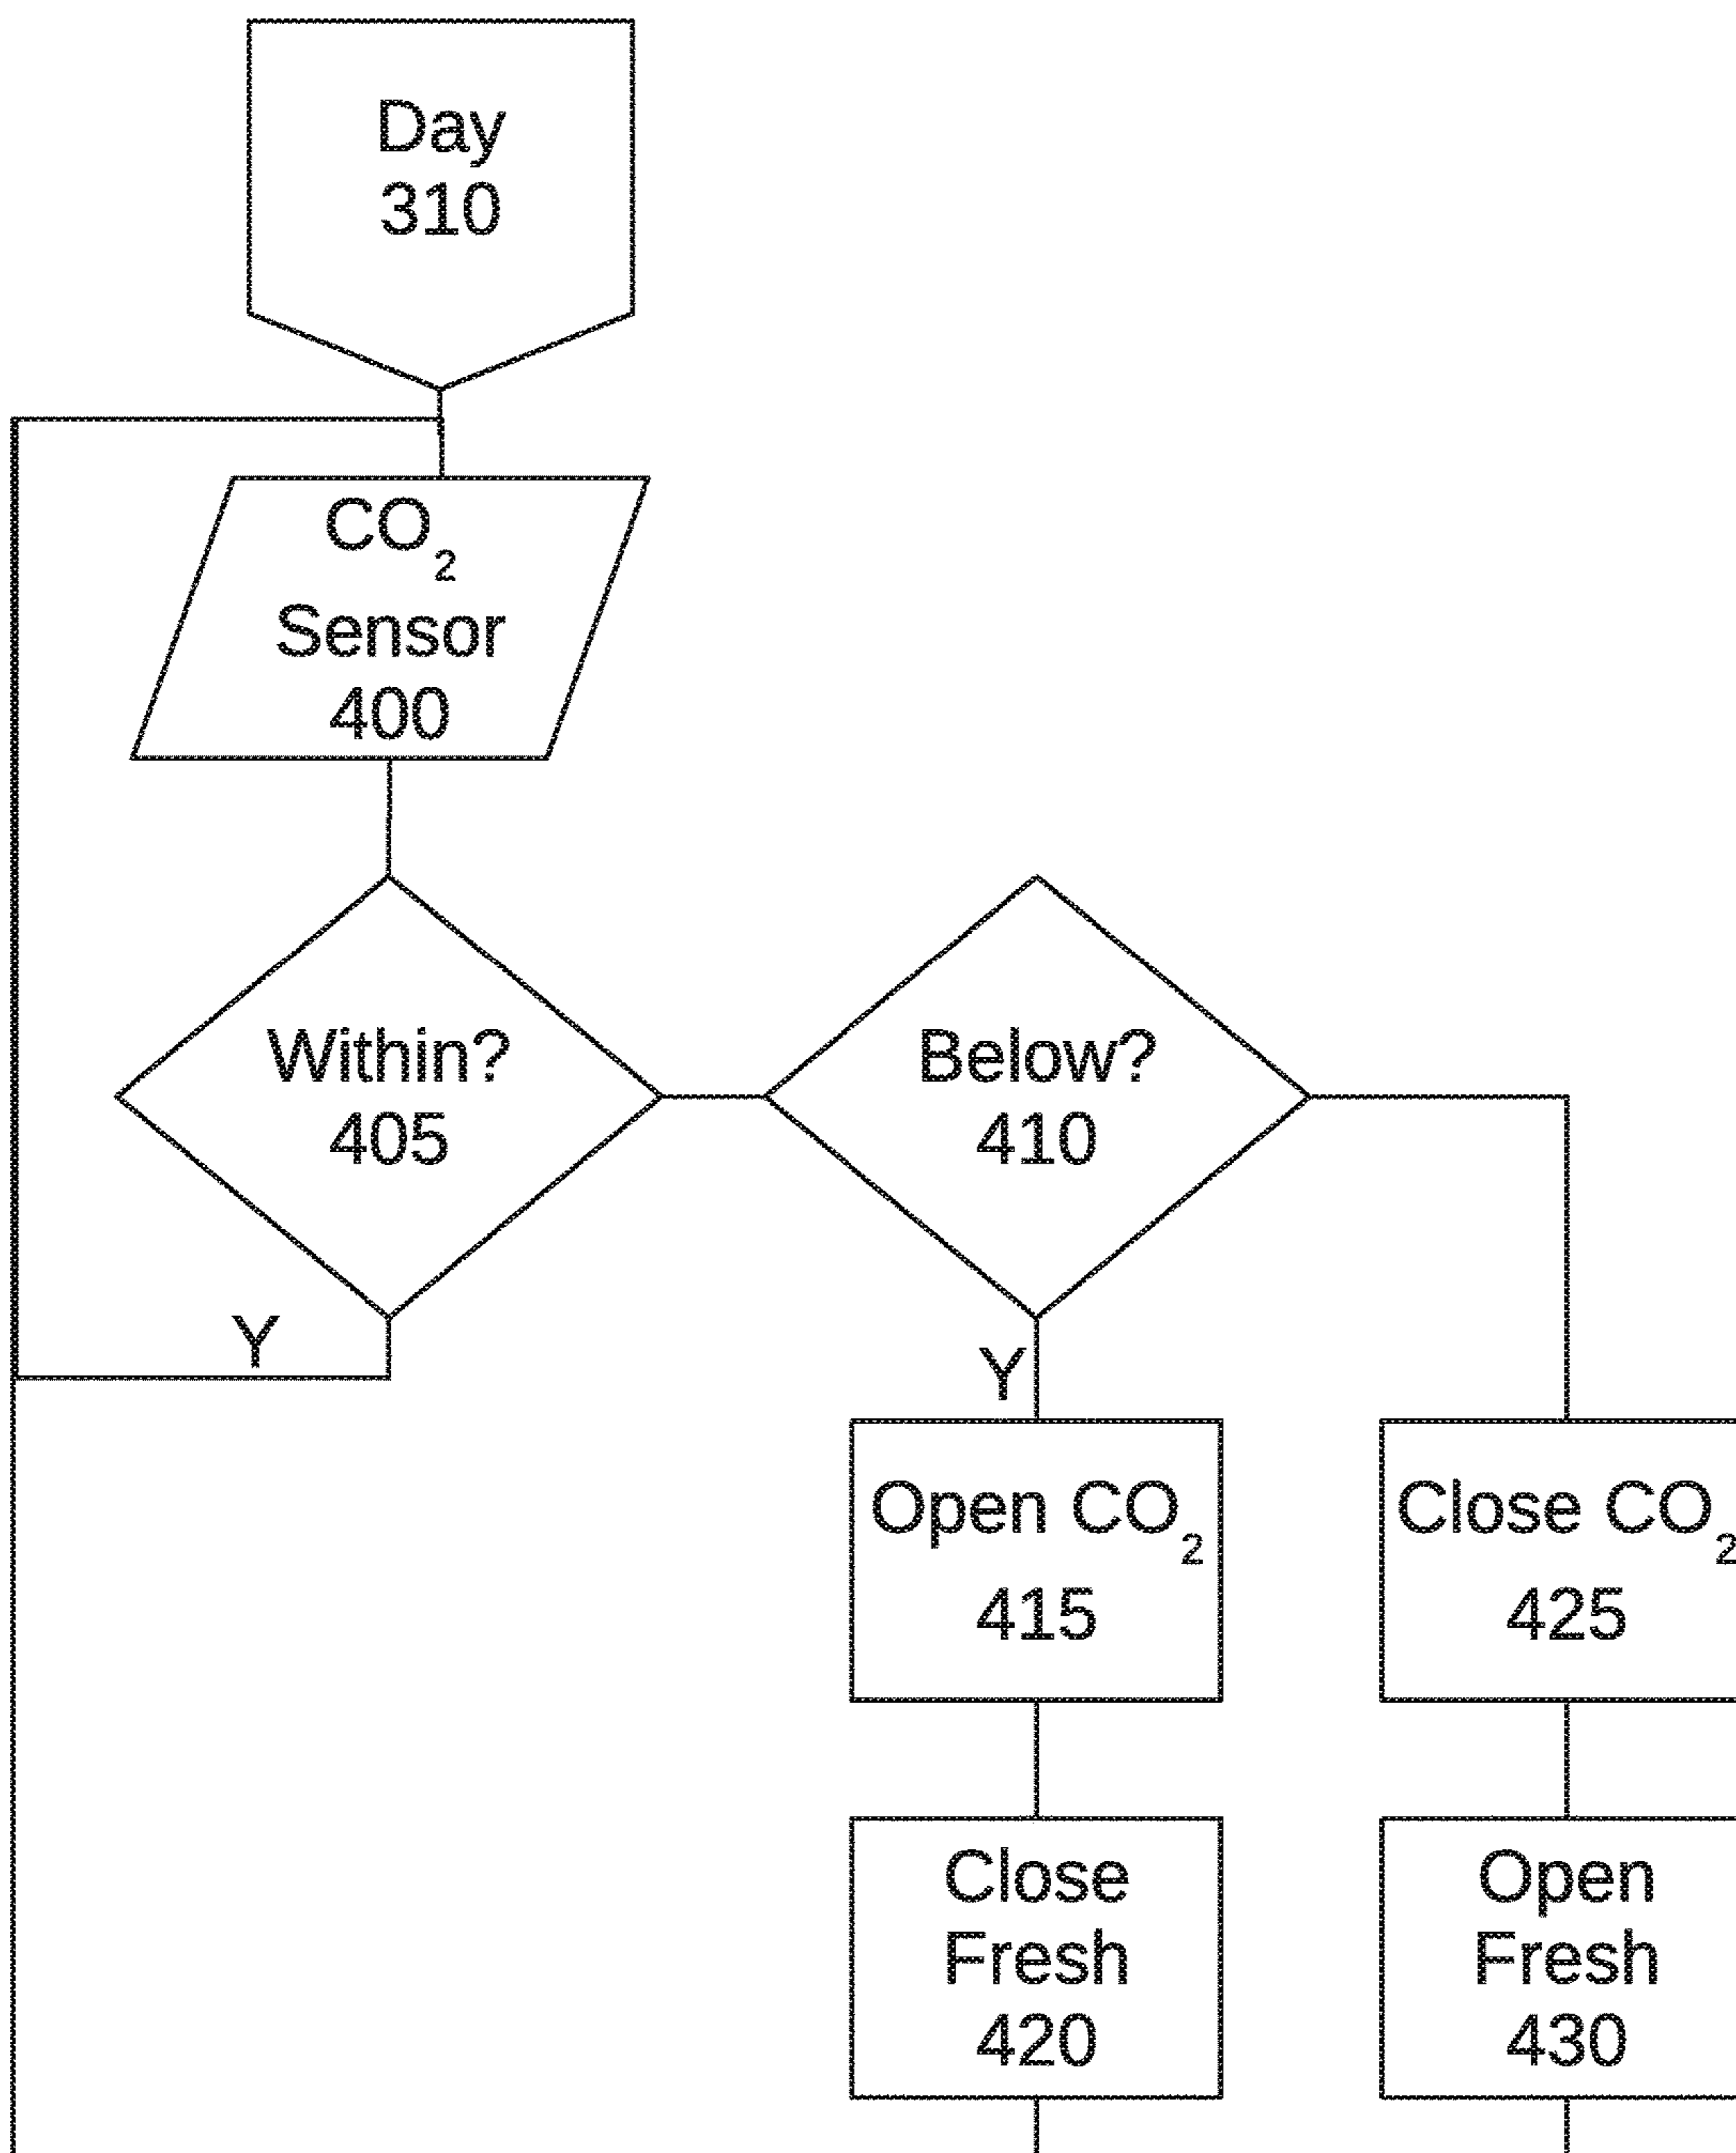 Day
310
CO₂
Sensor
400
Within?
405
Below?
410
Y
Y
Open CO₂
415
Close CO₂
425
Close
Fresh
420
Open
Fresh
430